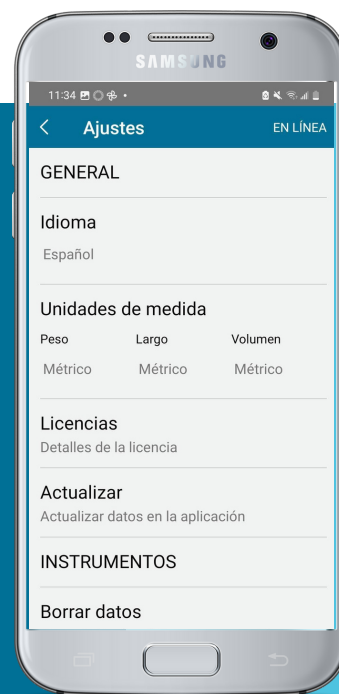 SAMSUNG
11:34
Ajustes EN LÍNEA
GENERAL
Idioma
Español
Unidades de medida
Peso Largo Volumen
Métrico Métrico Métrico
Licencias
Detalles de la licencia
Actualizar
Actualizar datos en la aplicación
INSTRUMENTOS
Borrar datos